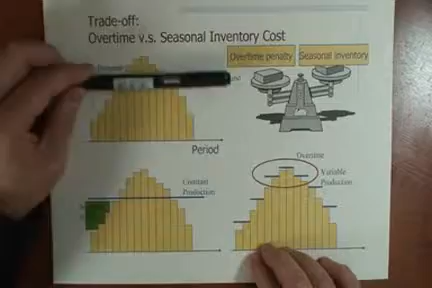 Trade-off:
Overtime v.s. Seasonal Inventory Cost
Overtime penalty
Seasonal inventory
Period
Constant
Production
Overtime
Variable
Production